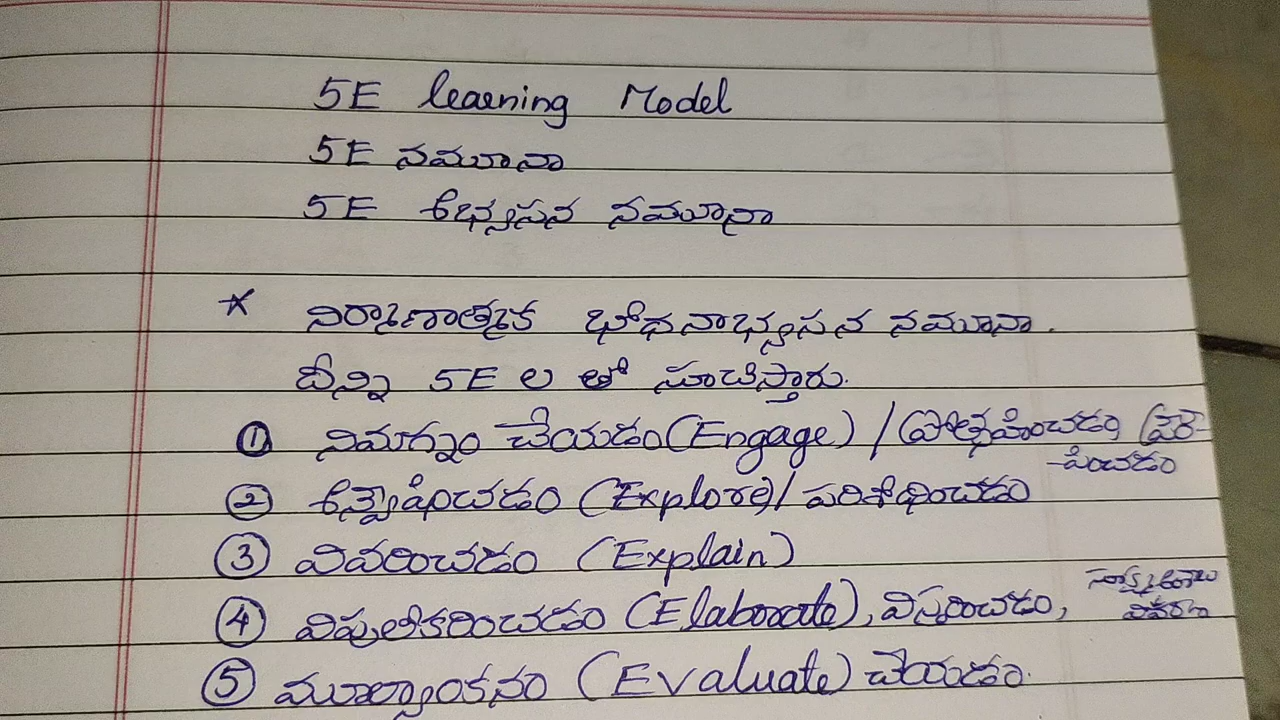 5E learning Model
5E నమూనా
5E అభ్యసన నమూనా
* నిర్మాణాత్మక భోధనాభ్యసన నమూనా.
దీన్ని 5E ల తో సూచిస్తారు.
① నిమగ్నం చేయడం (Engage) / ప్రోత్సహించడం, ప్రేరే-
-పించడం
② అన్వేషించడం (Explore)/ పరిశోధించడం
③ వివరించడం (Explain)
④ విపులీకరించడం (Elaborate), విస్తరించడం,
వివరణ
⑤ మూల్యాంకనం (Evaluate) చేయడం.